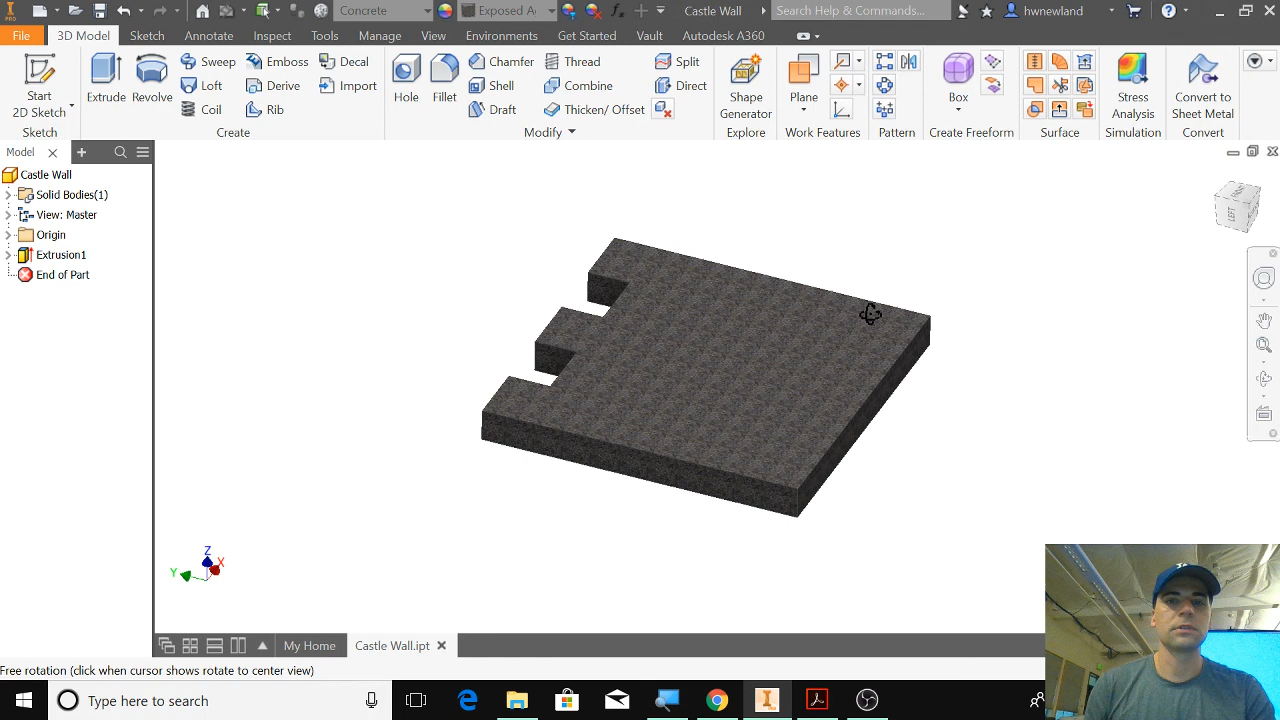 PRO
Concrete
Exposed A
Castle Wall
Search Help & Commands...
hwnewland
File
3D Model
Sketch
Annotate
Inspect
Tools
Manage
View
Environments
Get Started
Vault
Autodesk A360
Start
2D Sketch
Extrude
Revolve
Sweep
Loft
Coil
Emboss
Derive
Rib
Decal
Import
Hole
Fillet
Chamfer
Shell
Draft
Thread
Combine
Thicken/ Offset
Split
Direct
Shape
Generator
Plane
Box
Stress
Analysis
Convert to
Sheet Metal
Sketch
Create
Modify
Explore
Work Features
Pattern
Create Freeform
Surface
Simulation
Convert
Model
Castle Wall
Solid Bodies(1)
View: Master
Origin
Extrusion1
End of Part
LEFT
Z
X
Y
My Home
Castle Wall.ipt
Free rotation (click when cursor shows rotate to center view)
Type here to search